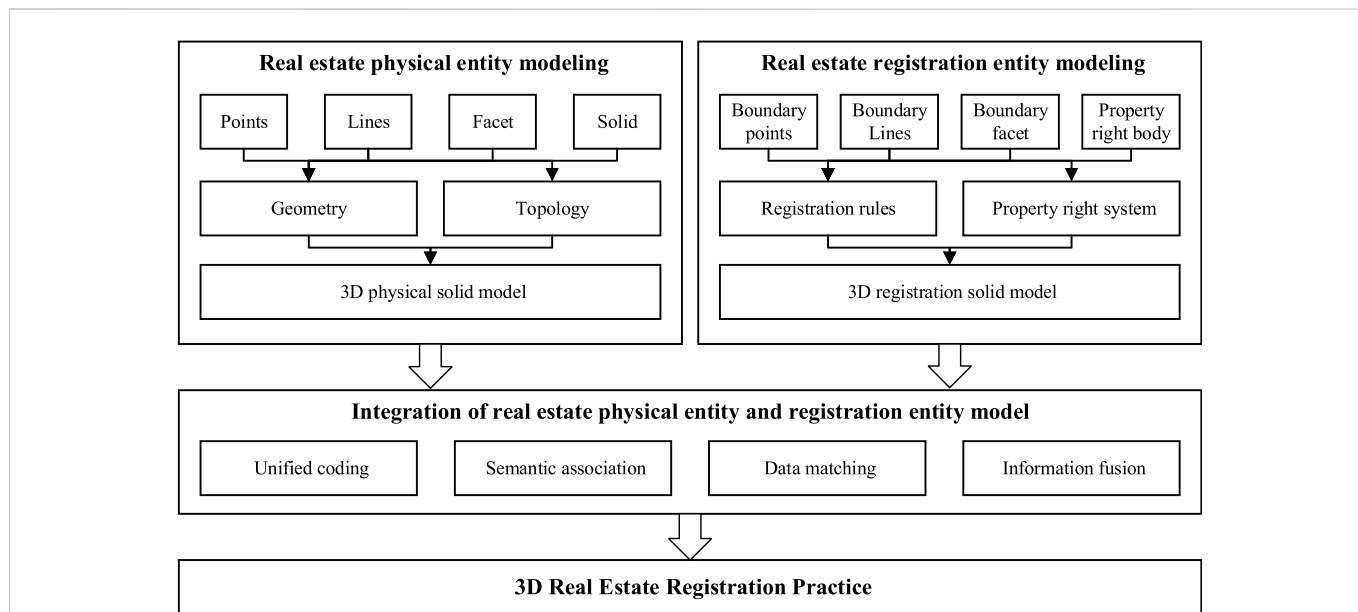 Real estate physical entity modeling
Points
Lines
Facet
Solid
Geometry
Topology
3D physical solid model
Real estate registration entity modeling
Boundary
points
Boundary
Lines
Boundary
facet
Property
right body
Registration rules
Property right system
3D registration solid model
Integration of real estate physical entity and registration entity model
Unified coding
Semantic association
Data matching
Information fusion
3D Real Estate Registration Practice